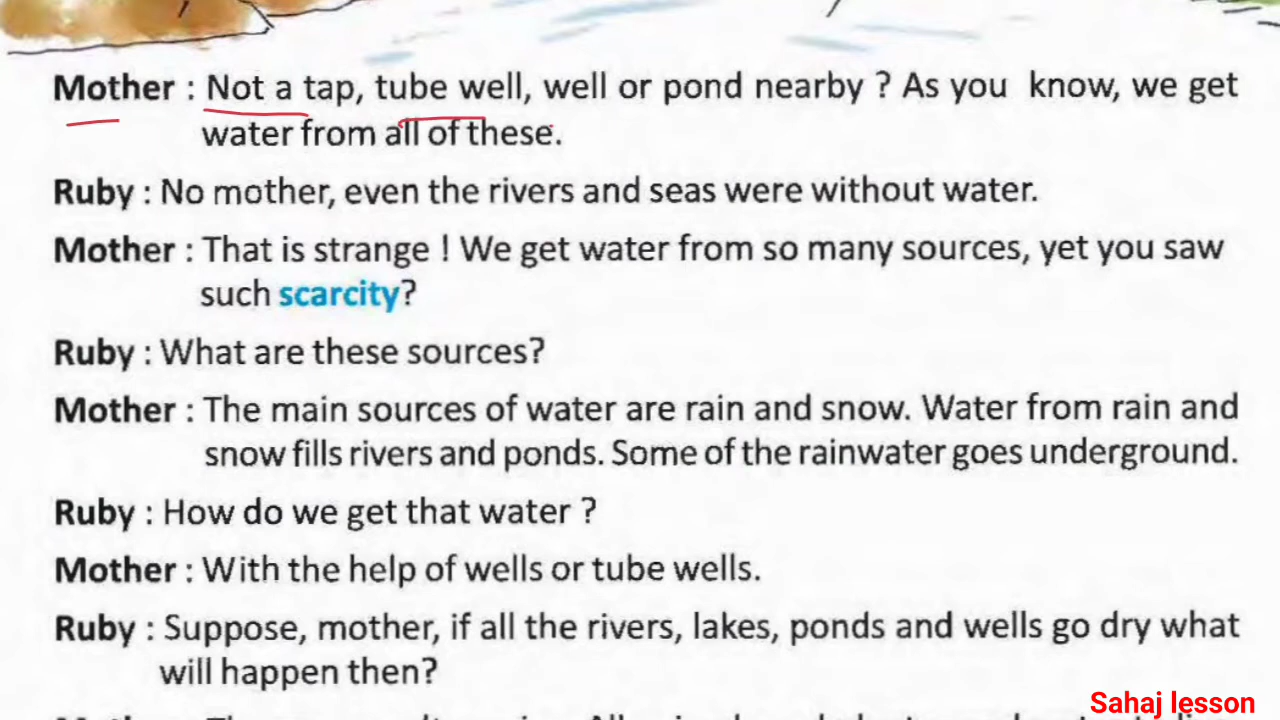 Mother : Not a tap, tube well, well or pond nearby ? As you know, we get
water from all of these.
Ruby : No mother, even the rivers and seas were without water.
Mother : That is strange ! We get water from so many sources, yet you saw
such scarcity?
Ruby : What are these sources?
Mother : The main sources of water are rain and snow. Water from rain and
snow fills rivers and ponds. Some of the rainwater goes underground.
Ruby : How do we get that water ?
Mother : With the help of wells or tube wells.
Ruby : Suppose, mother, if all the rivers, lakes, ponds and wells go dry what
will happen then?
Sahaj lesson